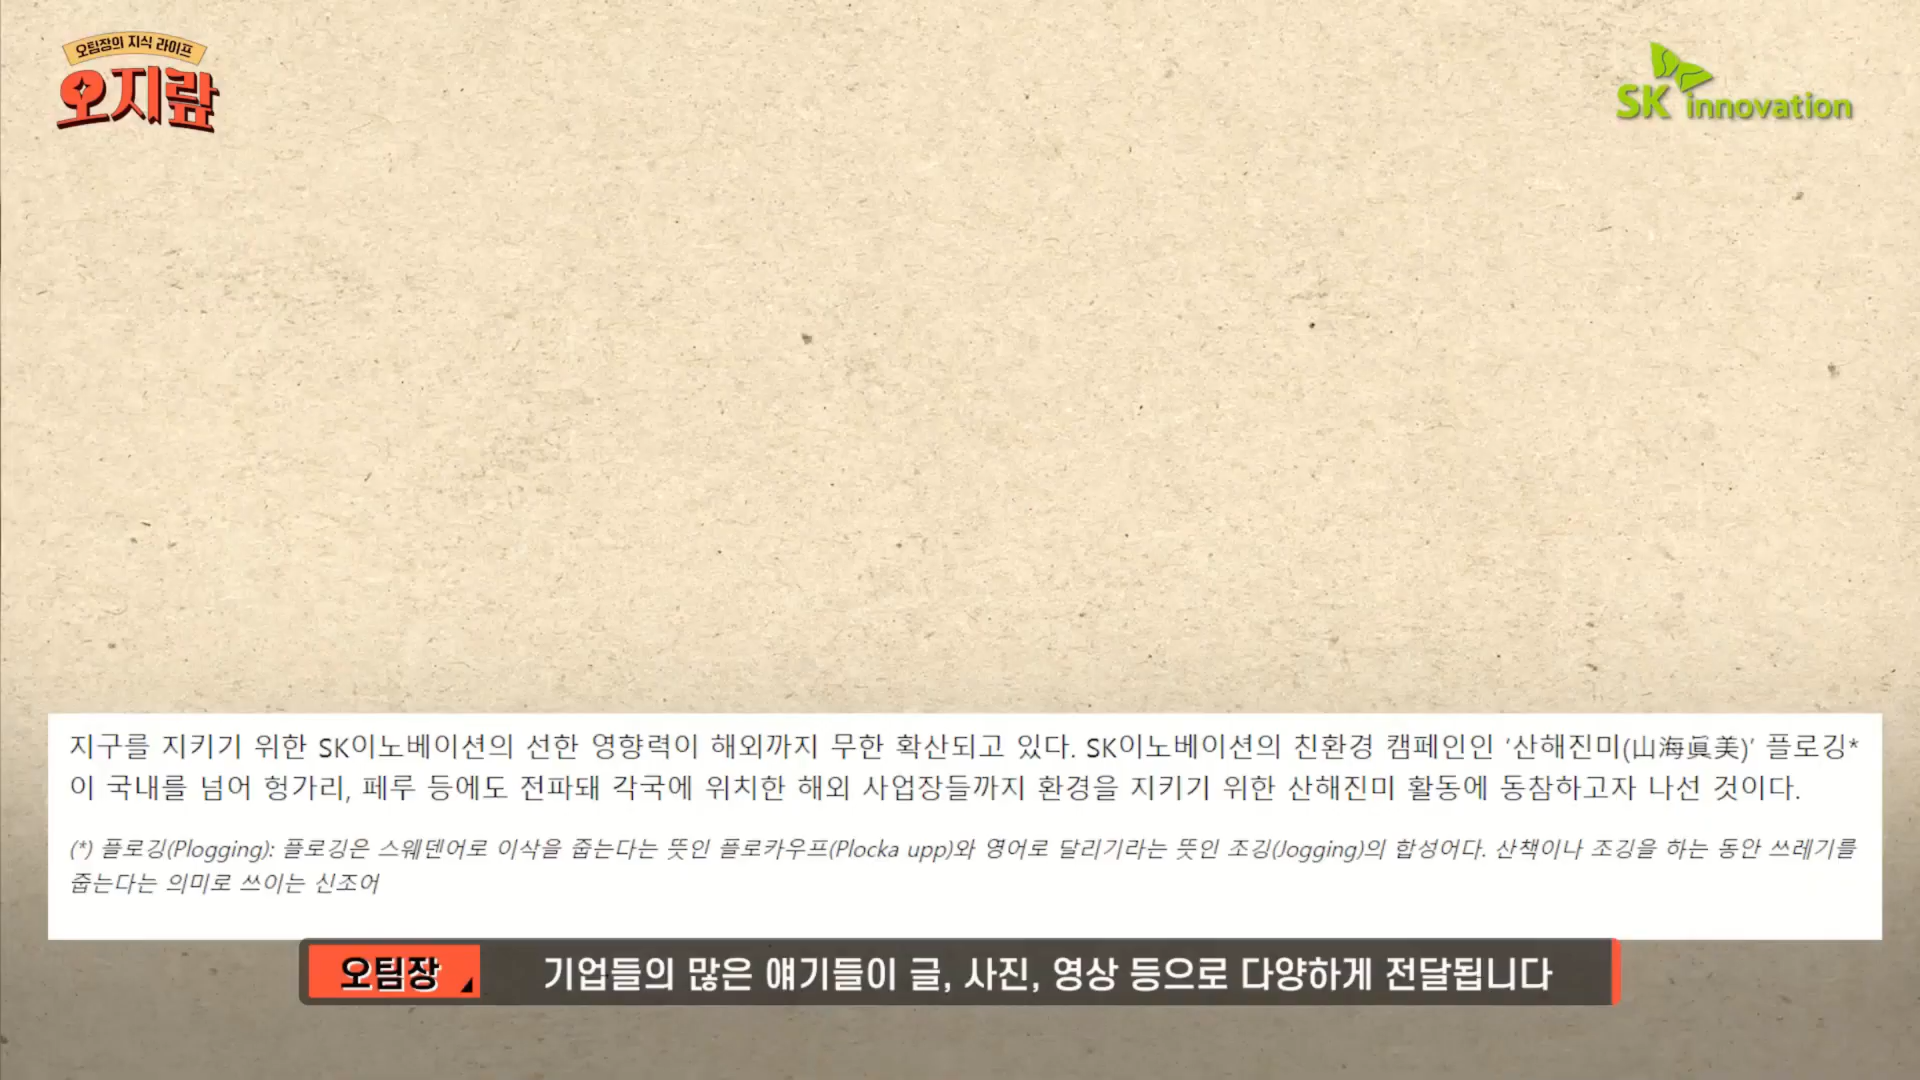 오팀장의 지식 라이프
오지랖
SK innovation
지구를 지키기 위한 SK이노베이션의 선한 영향력이 해외까지 무한 확산되고 있다. SK이노베이션의 친환경 캠페인인 '산해진미(山海眞美)' 플로깅*
이 국내를 넘어 헝가리, 페루 등에도 전파돼 각국에 위치한 해외 사업장들까지 환경을 지키기 위한 산해진미 활동에 동참하고자 나선 것이다.
(*) 플로깅(Plogging): 플로깅은 스웨덴어로 이삭을 줍는다는 뜻인 플로카우프(Plocka upp)와 영어로 달리기라는 뜻인 조깅(Jogging)의 합성어다. 산책이나 조깅을 하는 동안 쓰레기를
줍는다는 의미로 쓰이는 신조어
오팀장 기업들의 많은 얘기들이 글, 사진, 영상 등으로 다양하게 전달됩니다